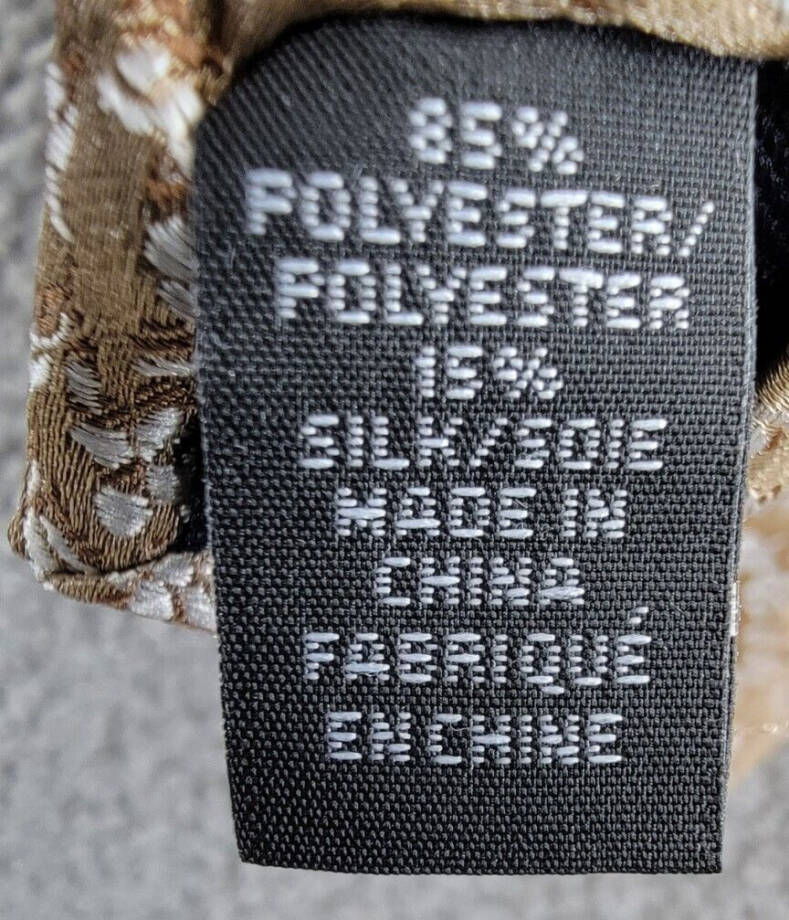 85%
POLYESTER/
POLYESTER
15%
SILK/SOIE
MADE IN
CHINA
FABRIQUÉ
EN CHINE